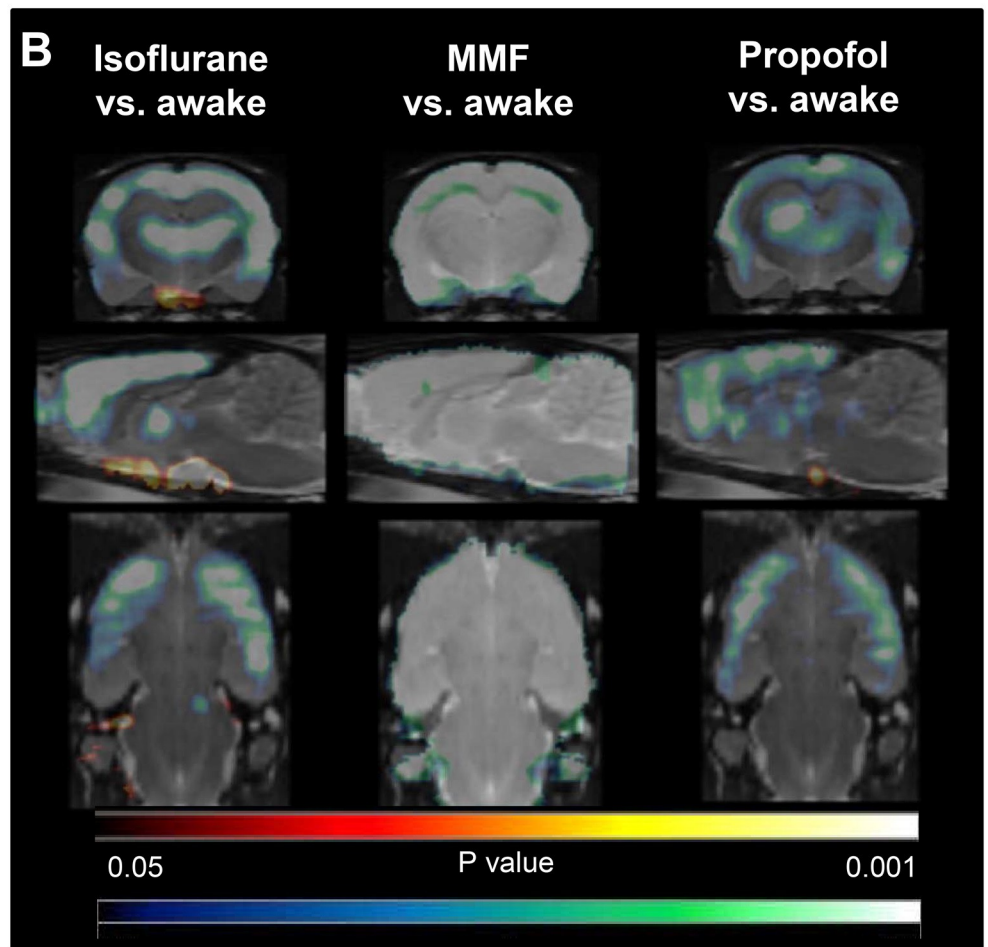 B
Isoflurane
vs. awake
MMF
vs. awake
Propofol
vs. awake
0.05 P value 0.001